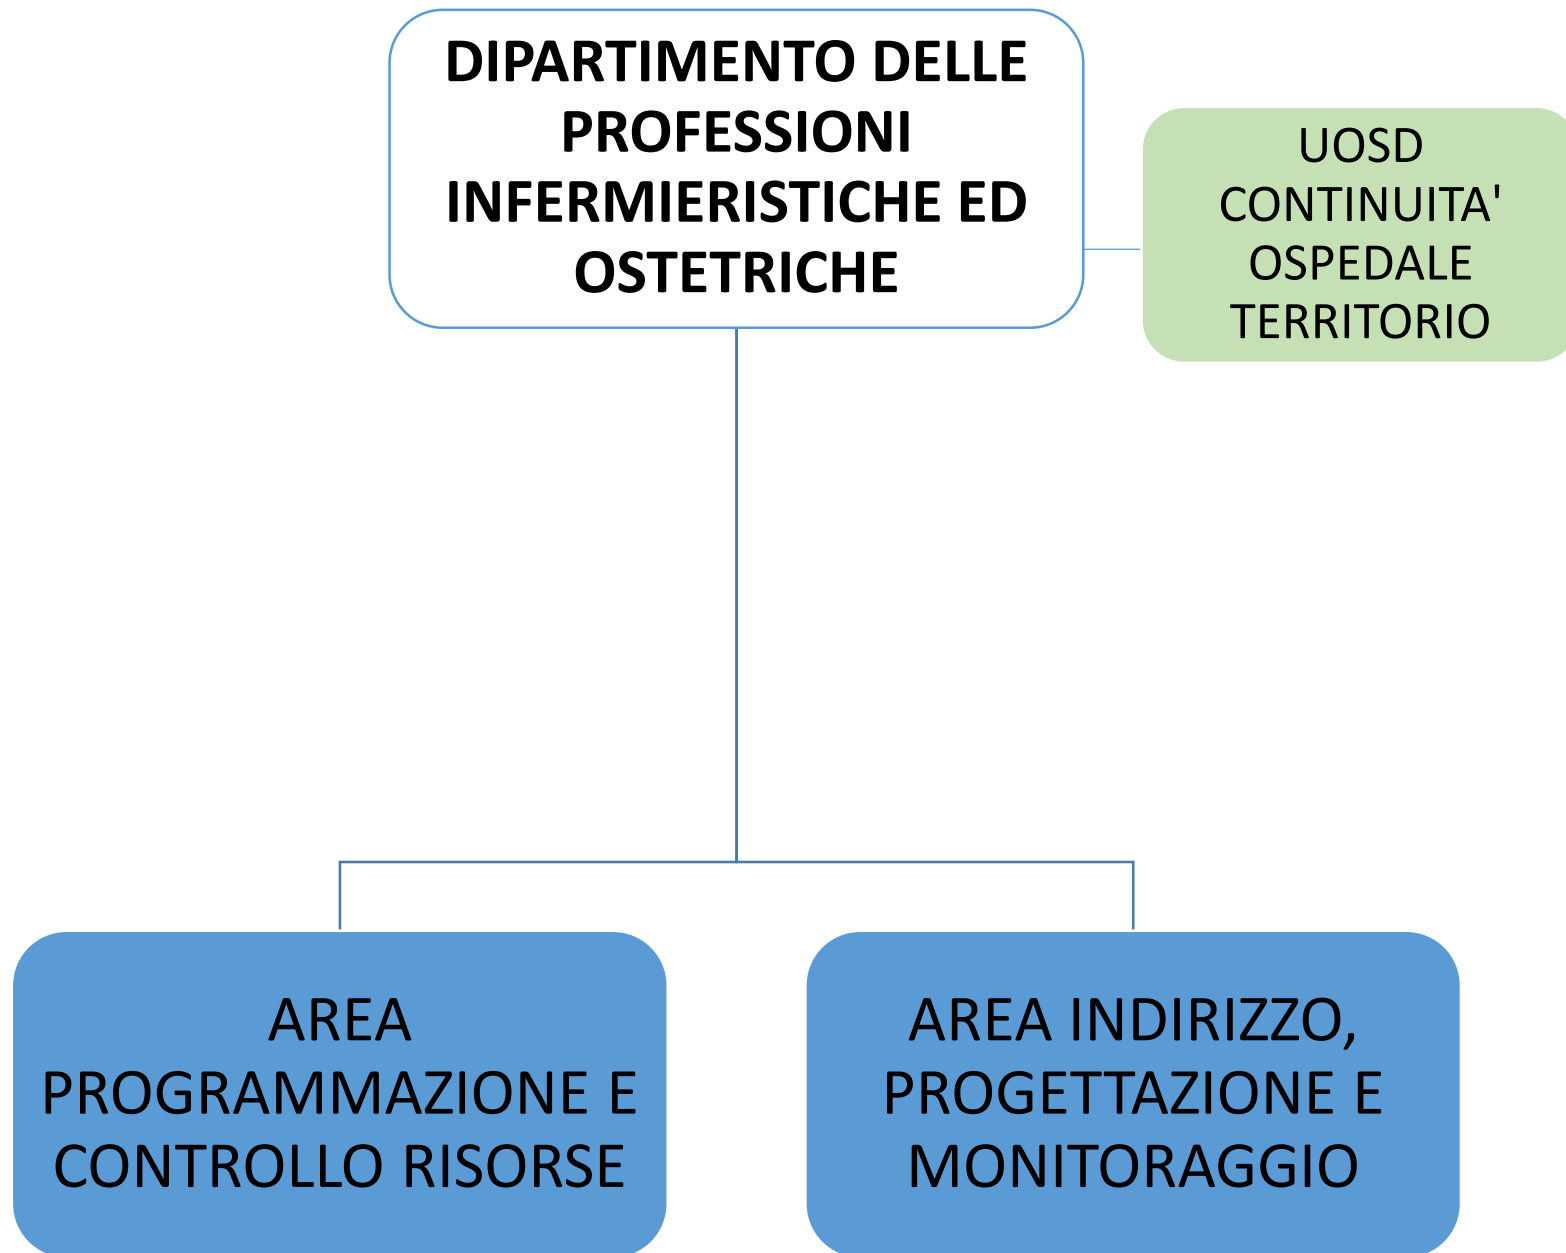 DIPARTIMENTO DELLE
PROFESSIONI
INFERMIERISTICHE ED
OSTETRICHE
UOSD
CONTINUITA'
OSPEDALE
TERRITORIO
AREA
PROGRAMMAZIONE E
CONTROLLO RISORSE
AREA INDIRIZZO,
PROGETTAZIONE E
MONITORAGGIO